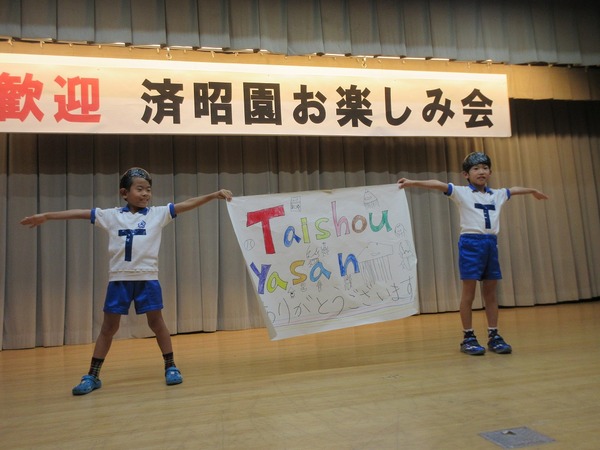 歓迎 済昭園お楽しみ会
Taishou
yasan
ありがとうございます
T
T